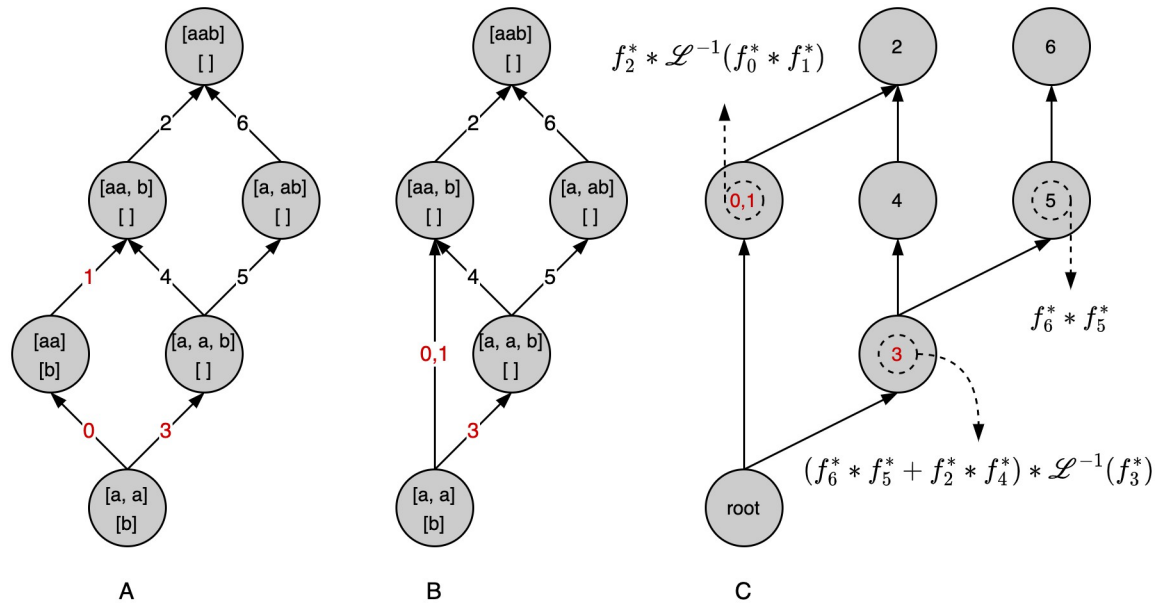 [aab]
[ ]
2
6
[aa, b]
[ ]
[a, ab]
[ ]
1
4
5
[aa]
[b]
[a, a, b]
[ ]
0
3
[a, a]
[b]
A
[aab]
[ ]
2
6
[aa, b]
[ ]
[a, ab]
[ ]
4
5
0,1
[a, a, b]
[ ]
3
[a, a]
[b]
B
f₂* * ℒ⁻¹(f₀* * f₁*)
2
6
0,1
4
5
f₆* * f₅*
3
(f₆* * f₅* + f₂* * f₄*) * ℒ⁻¹(f₃*)
root
C